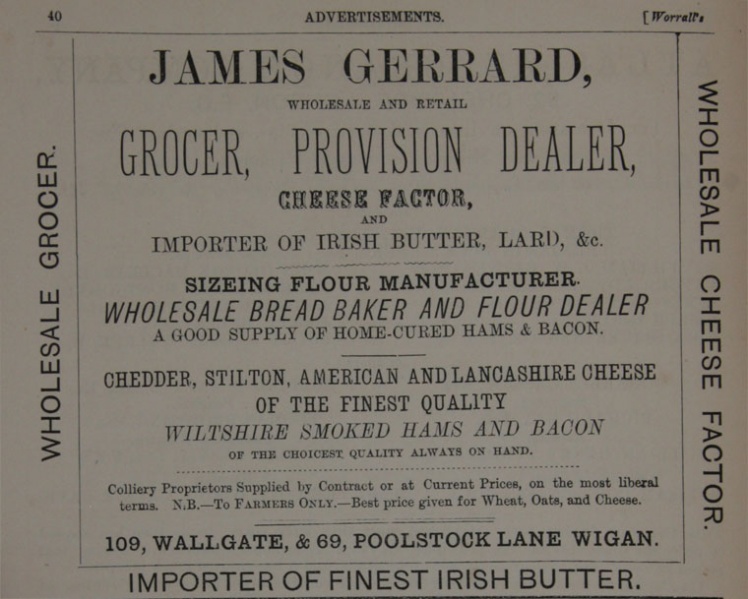 40
ADVERTISEMENTS.
[Worrall's
JAMES GERRARD,
WHOLESALE AND RETAIL
GROCER, PROVISION DEALER,
CHEESE FACTOR,
AND
IMPORTER OF IRISH BUTTER, LARD, &c.
SIZEING FLOUR MANUFACTURER.
WHOLESALE BREAD BAKER AND FLOUR DEALER
A GOOD SUPPLY OF HOME-CURED HAMS & BACON.
CHEDDER, STILTON, AMERICAN AND LANCASHIRE CHEESE
OF THE FINEST QUALITY
WILTSHIRE SMOKED HAMS AND BACON
OF THE CHOICEST QUALITY ALWAYS ON HAND.
Colliery Proprietors Supplied by Contract or at Current Prices, on the most liberal
terms. N.B.—To FARMERS ONLY.—Best price given for Wheat, Oats, and Cheese.
109, WALLGATE, & 69, POOLSTOCK LANE WIGAN.
WHOLESALE GROCER.
WHOLESALE CHEESE FACTOR.
IMPORTER OF FINEST IRISH BUTTER.